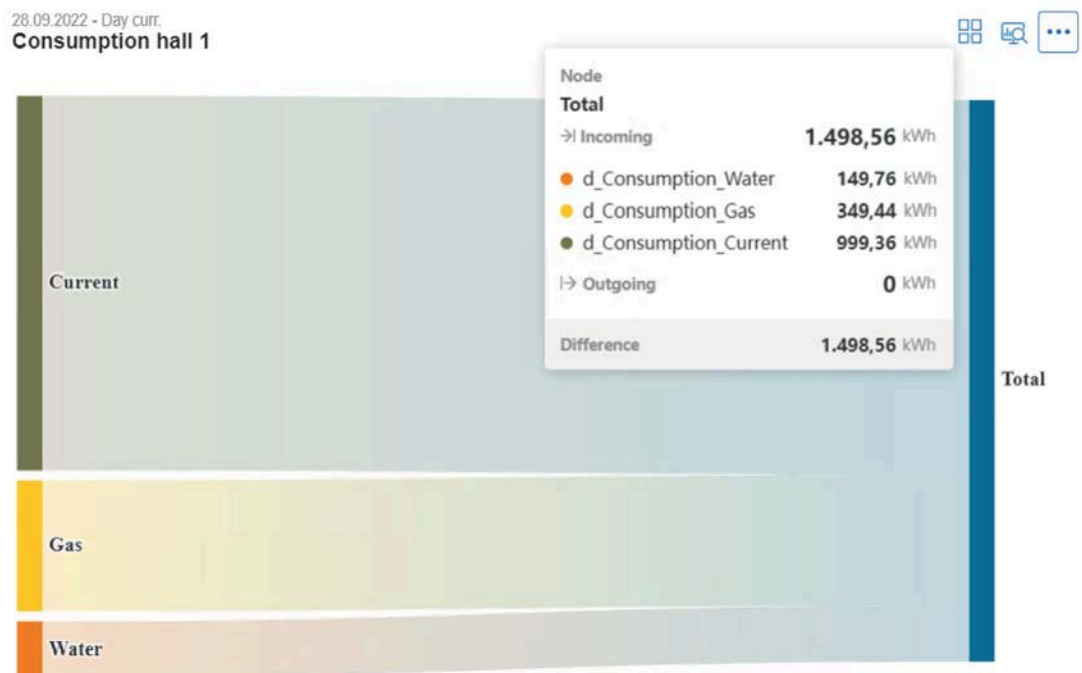 28.09.2022 - Day curr.
Consumption hall 1
Node
Total
Incoming 1.498,56 kWh
d_Consumption_Water 149,76 kWh
d_Consumption_Gas 349,44 kWh
d_Consumption_Current 999,36 kWh
Outgoing 0 kWh
Difference 1.498,56 kWh
Current
Total
Gas
Water